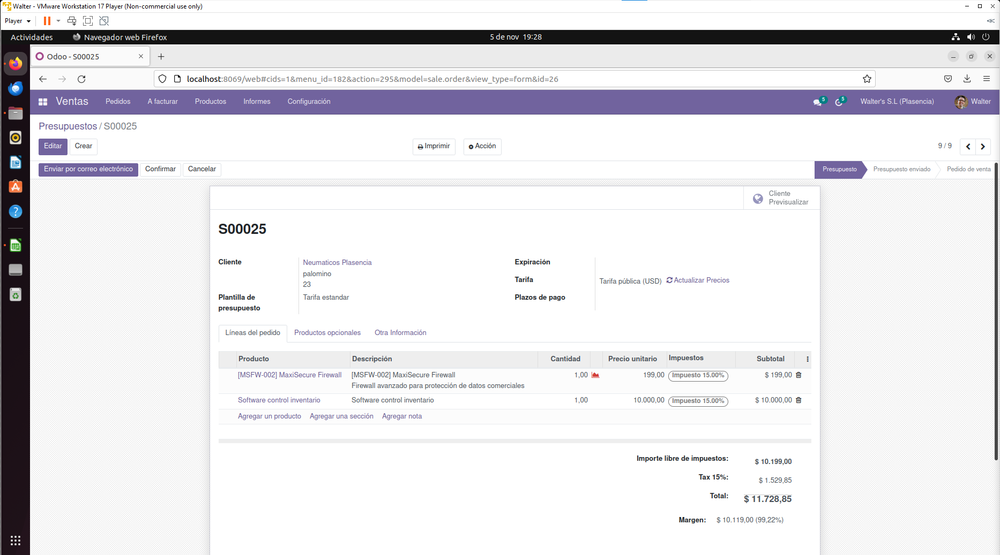 Walter - VMware Workstation 17 Player (Non-commercial use only)
Player
Actividades
Navegador web Firefox
5 de nov 19:28
Odoo - S00025
localhost:8069/web#cids=1&menu_id=182&action=295&model=sale.order&view_type=form&id=26
Ventas
Pedidos
A facturar
Productos
Informes
Configuración
5
5
Walter's S.L (Plasencia)
Walter
Presupuestos / S00025
Editar
Crear
Imprimir
Acción
9 / 9
Enviar por correo electrónico
Confirmar
Cancelar
Presupuesto
Presupuesto enviado
Pedido de venta
Cliente
Previsualizar
S00025
Cliente
Neumaticos Plasencia
palomino
23
Plantilla de
presupuesto
Tarifa estandar
Expiración
Tarifa
Tarifa pública (USD)
Actualizar Precios
Plazos de pago
Líneas del pedido
Productos opcionales
Otra Información
Producto
Descripción
Cantidad
Precio unitario
Impuestos
Subtotal
[MSFW-002] MaxiSecure Firewall
[MSFW-002] MaxiSecure Firewall
Firewall avanzado para protección de datos comerciales
1,00
199,00
Impuesto 15.00%
$ 199,00
Software control inventario
Software control inventario
1,00
10.000,00
Impuesto 15.00%
$ 10.000,00
Agregar un producto
Agregar una sección
Agregar nota
Importe libre de impuestos:
$ 10.199,00
Tax 15%:
$ 1.529,85
Total:
$ 11.728,85
Margen:
$ 10.119,00 (99,22%)